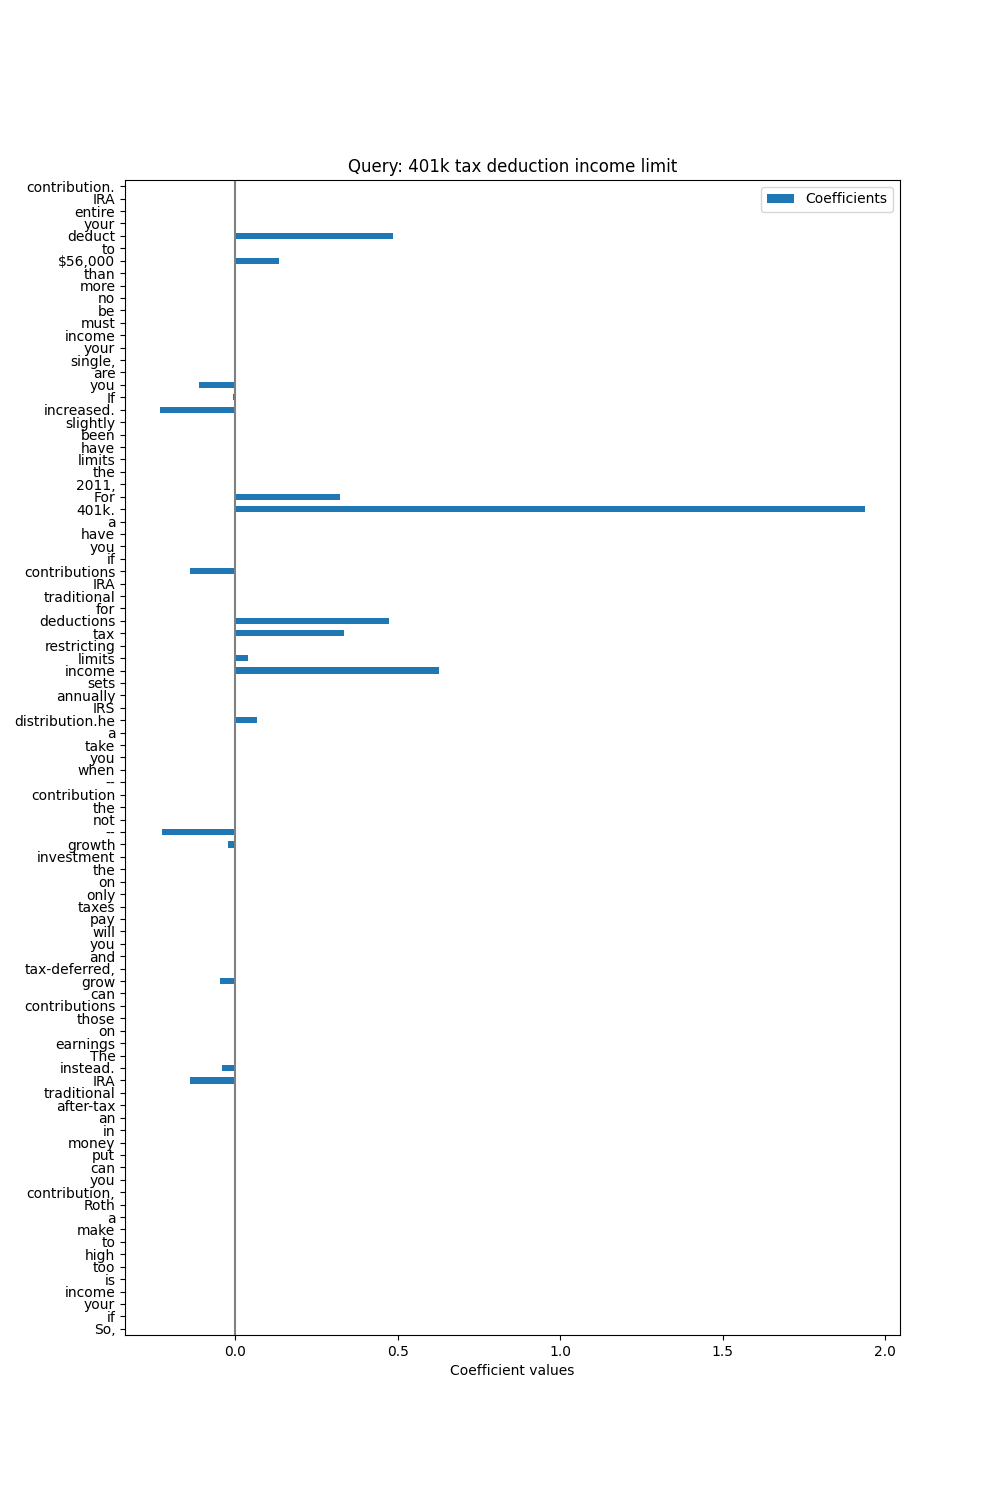 Query: 401k tax deduction income limit
Coefficients
contribution.
IRA
entire
your
deduct
to
$56,000
than
more
no
be
must
income
your
single,
are
you
If
increased.
slightly
been
have
limits
the
2011,
For
401k.
a
have
you
if
contributions
IRA
traditional
for
deductions
tax
restricting
limits
income
sets
annually
IRS
distribution.he
a
take
you
when
--
contribution
the
not
--
growth
investment
the
on
only
taxes
pay
will
you
and
tax-deferred,
grow
can
contributions
those
on
earnings
The
instead.
IRA
traditional
after-tax
an
in
money
put
can
you
contribution,
Roth
a
make
to
high
too
is
income
your
if
So,
0.0 0.5 1.0 1.5 2.0
Coefficient values